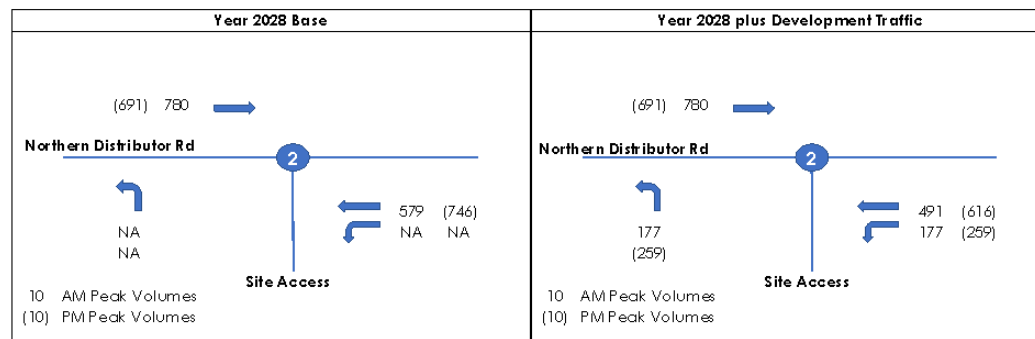 Year 2028 Base
(691) 780
Northern Distributor Rd
2
579 (746)
NA NA
NA
NA
Site Access
10 AM Peak Volumes
(10) PM Peak Volumes
Year 2028 plus Development Traffic
(691) 780
Northern Distributor Rd
2
491 (616)
177 (259)
177
(259)
Site Access
10 AM Peak Volumes
(10) PM Peak Volumes